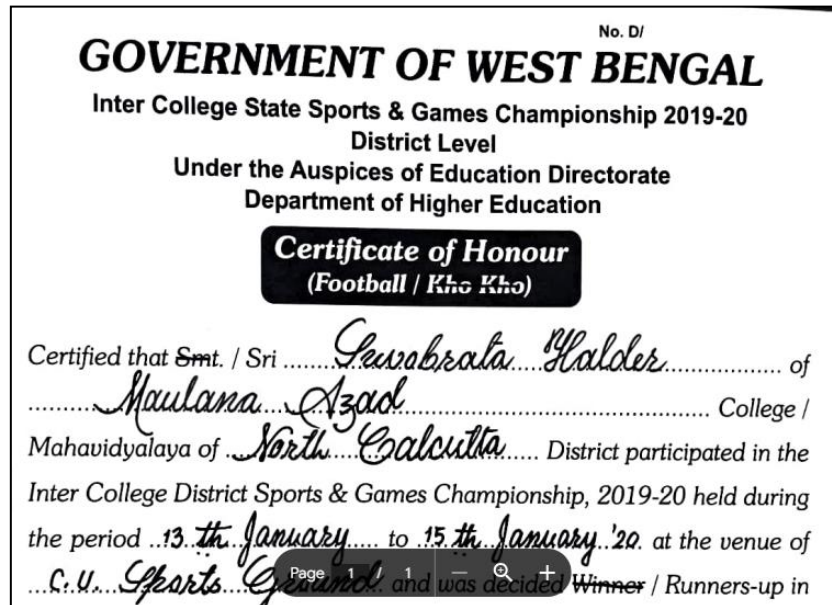 No. D/
GOVERNMENT OF WEST BENGAL
Inter College State Sports & Games Championship 2019-20
District Level
Under the Auspices of Education Directorate
Department of Higher Education
Certificate of Honour
(Football / Kho Kho)
Certified that Smt. / Sri ....... Suvabrata Halder ................. of
......... Maulana Azad ............................................. College /
Mahavidyalaya of .. North Calcutta ..... District participated in the
Inter College District Sports & Games Championship, 2019-20 held during
the period .. 13 th January ..... to .. 15 th January '20 .. at the venue of
... C.U. Sports Ground and was decided Winner / Runners-up in
Page 1 / 1